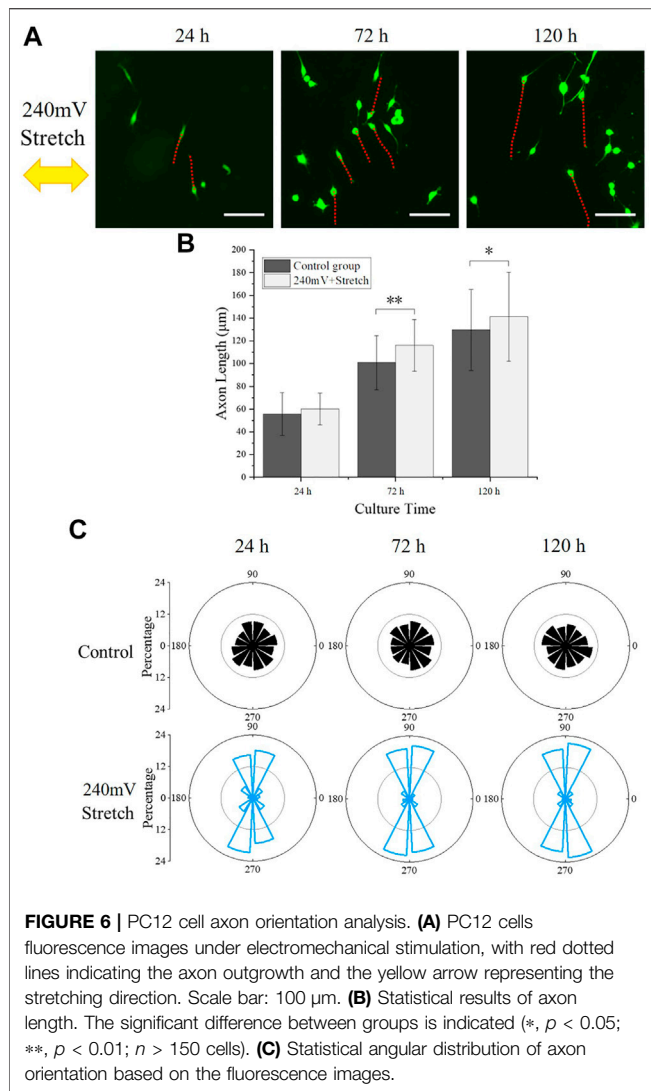 A
24 h 72 h 120 h
240mV
Stretch
B
200
180
160
140
120
100
80
60
40
20
0
Axon Length (μm)
Control group
240mV+Stretch
**
*
24 h 72 h 120 h
Culture Time
C
24 h 72 h 120 h
Control
Percentage
24
12
0
12
24
90
180
0
270
90
180
0
270
90
180
0
270
240mV
Stretch
Percentage
24
12
0
12
24
90
180
0
270
90
180
0
270
90
180
0
270
FIGURE 6 | PC12 cell axon orientation analysis. (A) PC12 cells
fluorescence images under electromechanical stimulation, with red dotted
lines indicating the axon outgrowth and the yellow arrow representing the
stretching direction. Scale bar: 100 μm. (B) Statistical results of axon
length. The significant difference between groups is indicated (*, p < 0.05;
**, p < 0.01; n > 150 cells). (C) Statistical angular distribution of axon
orientation based on the fluorescence images.